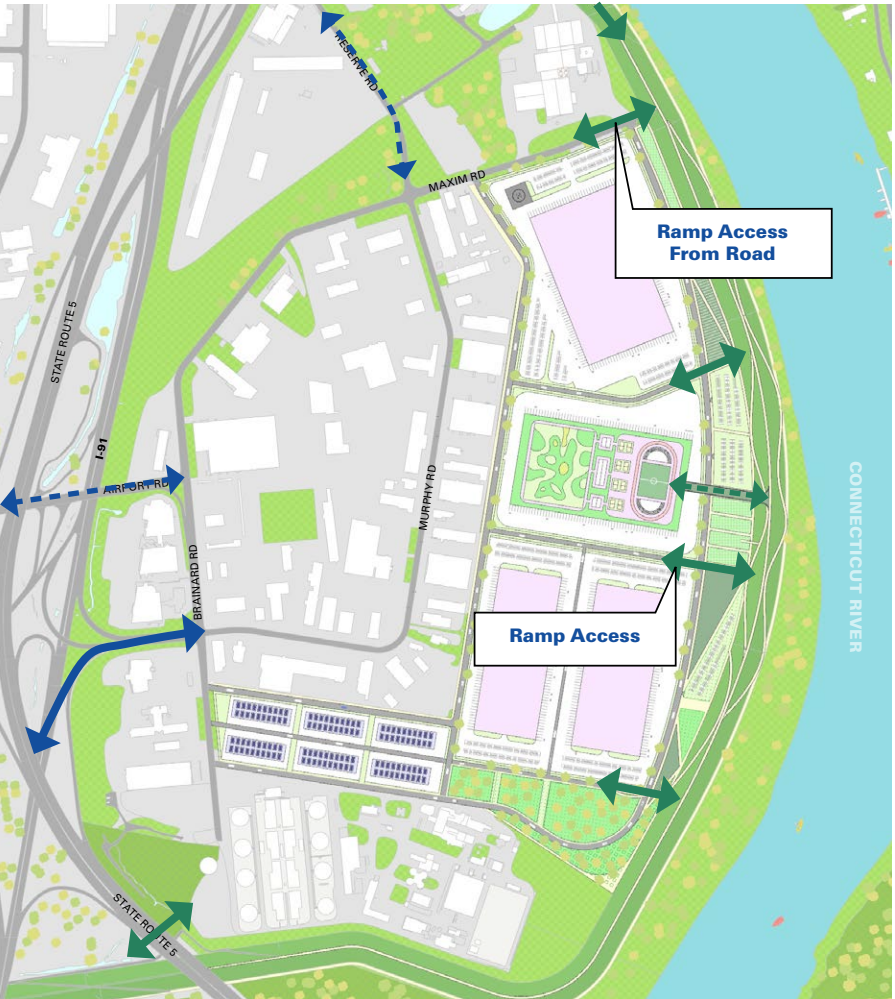 RESERVE RD
MAXIM RD
Ramp Access
From Road
STATE ROUTE 5
I-91
AIRPORT RD
MURPHY RD
BRAINARD RD
CONNECTICUT RIVER
Ramp Access
STATE ROUTE 5